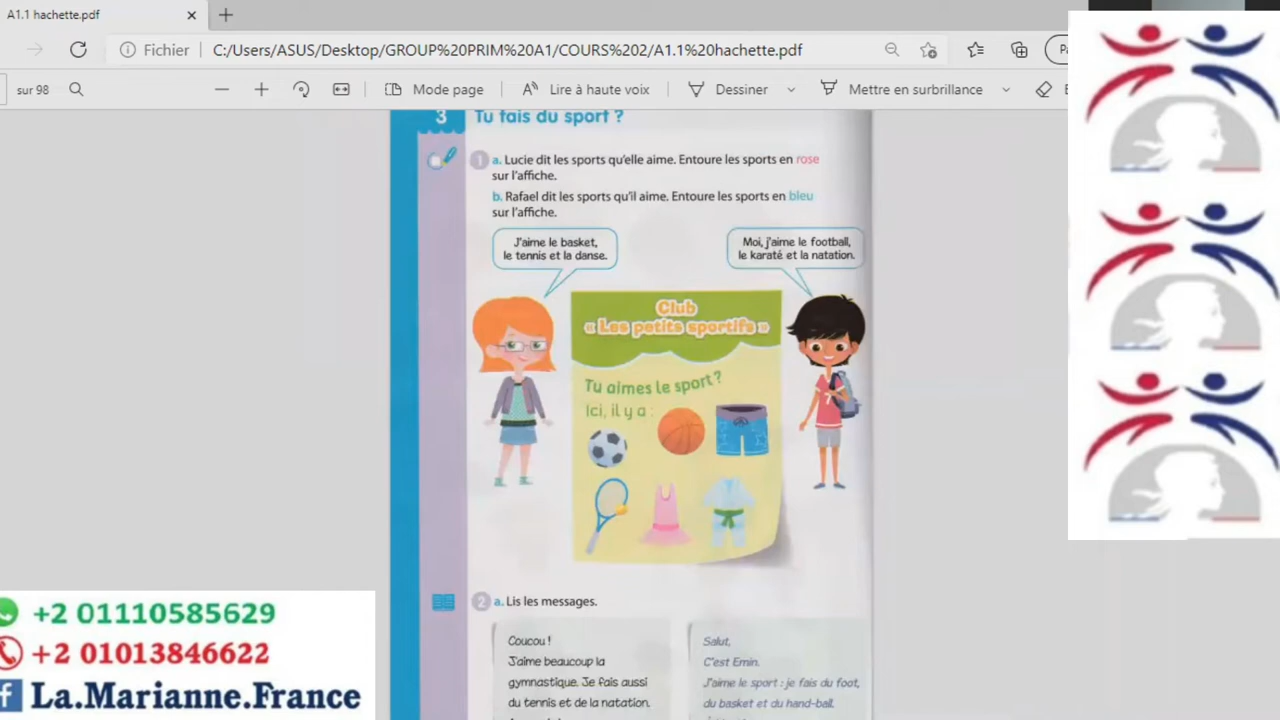 A1.1 hachette.pdf
Fichier
C:/Users/ASUS/Desktop/GROUP%20PRIM%20A1/COURS%202/A1.1%20hachette.pdf
sur 98
Mode page
Lire à haute voix
Dessiner
Mettre en surbrillance
3 Tu fais du sport ?
1 a. Lucie dit les sports qu'elle aime. Entoure les sports en rose
sur l'affiche.
b. Rafael dit les sports qu'il aime. Entoure les sports en bleu
sur l'affiche.
J'aime le basket,
le tennis et la danse.
Moi, j'aime le football,
le karaté et la natation.
Club
« Les petits sportifs »
Tu aimes le sport ?
Ici, il y a :
2 a. Lis les messages.
Coucou !
J'aime beaucoup la
gymnastique. Je fais aussi
du tennis et de la natation.
Salut,
C'est Emin.
J'aime le sport : je fais du foot,
du basket et du hand-ball.
+2 01110585629
+2 01013846622
La.Marianne.France